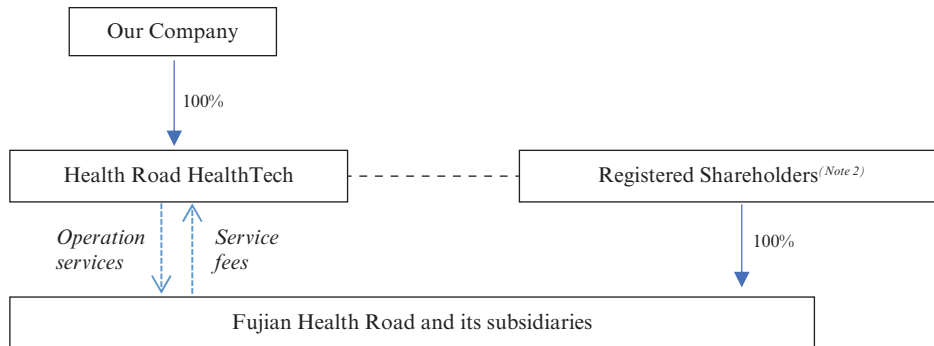 Our Company
100%
Health Road HealthTech
Registered Shareholders(Note 2)
Operation
services
Service
fees
100%
Fujian Health Road and its subsidiaries